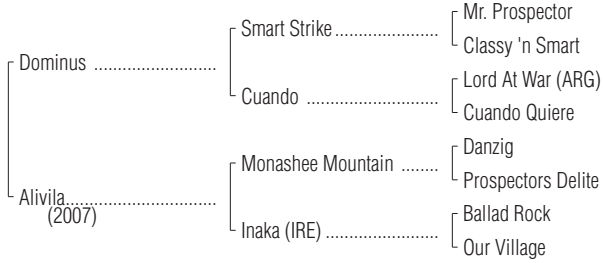 Mr. Prospector
Smart Strike ....................
Classy 'n Smart
Dominus ........................
Lord At War (ARG)
Cuando .........................
Cuando Quiere
Danzig
Monashee Mountain .......
Prospectors Delite
Alivila.............................
(2007)
Ballad Rock
Inaka (IRE) .....................
Our Village